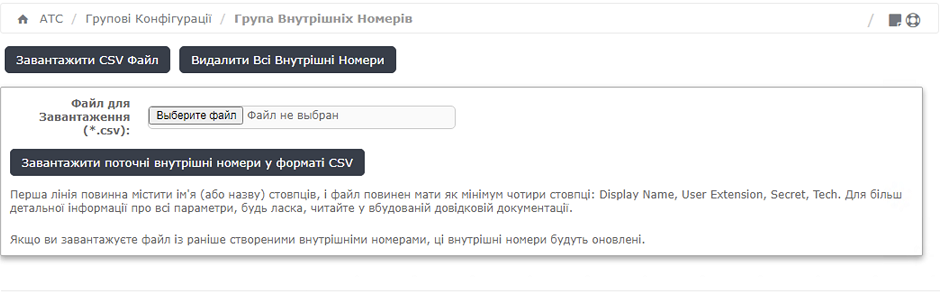 АТС / Групові Конфігурації / Група Внутрішніх Номерів /
Завантажити CSV Файл Видалити Всі Внутрішні Номери
Файл для
Завантаження
(*.csv):
Выберите файл Файл не выбран
Завантажити поточні внутрішні номери у форматі CSV
Перша лінія повинна містити ім'я (або назву) стовпців, і файл повинен мати як мінімум чотири стовпці: Display Name, User Extension, Secret, Tech. Для більш
детальної інформації про всі параметри, будь ласка, читайте у вбудованій довідковій документації.
Якщо ви завантажуєте файл із раніше створеними внутрішніми номерами, ці внутрішні номери будуть оновлені.